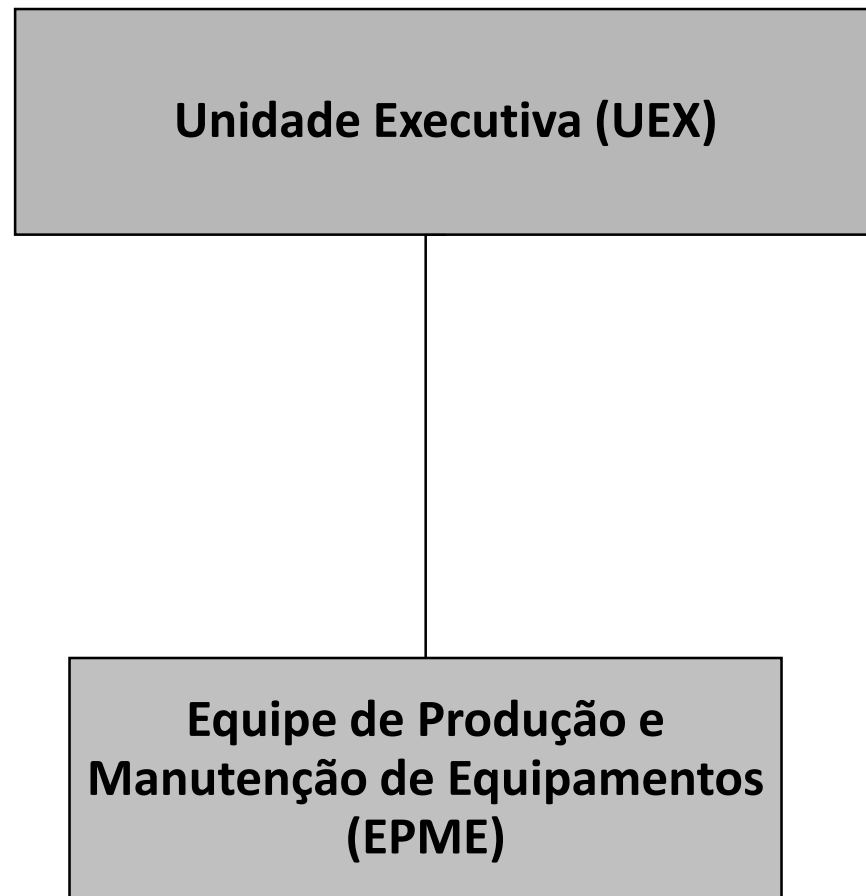 Unidade Executiva (UEX)
Equipe de Produção e
Manutenção de Equipamentos
(EPME)